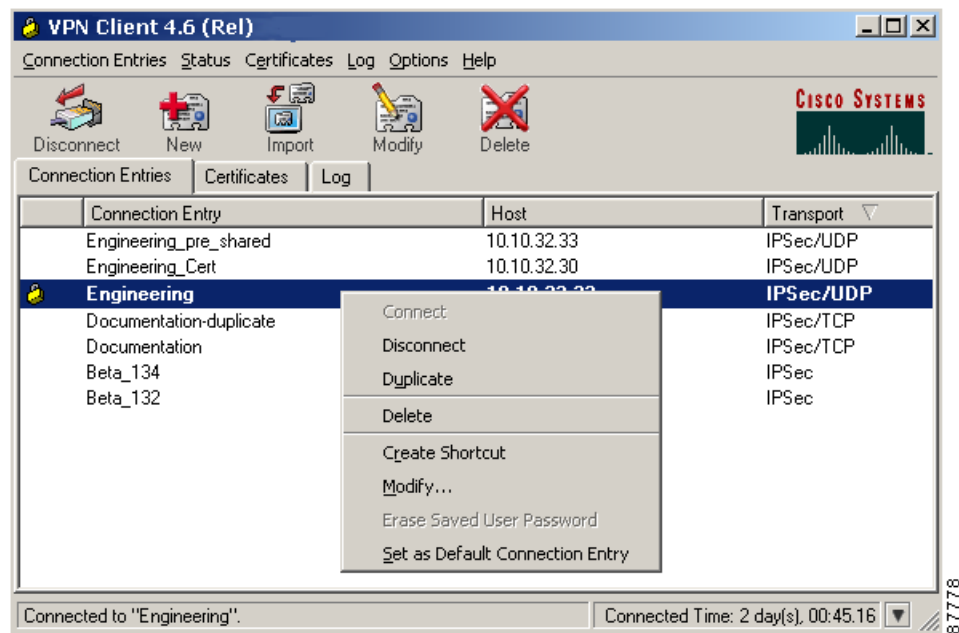 VPN Client 4.6 (Rel)
Connection Entries Status Certificates Log Options Help
CISCO SYSTEMS
Disconnect New Import Modify Delete
Connection Entries Certificates Log
Connection Entry Host Transport
Engineering_pre_shared 10.10.32.33 IPSec/UDP
Engineering_Cert 10.10.32.30 IPSec/UDP
Engineering IPSec/UDP
Documentation-duplicate IPSec/TCP
Documentation IPSec/TCP
Beta_134 IPSec
Beta_132 IPSec
Connect
Disconnect
Duplicate
Delete
Create Shortcut
Modify...
Erase Saved User Password
Set as Default Connection Entry
Connected to "Engineering". Connected Time: 2 day(s), 00:45.16
87778